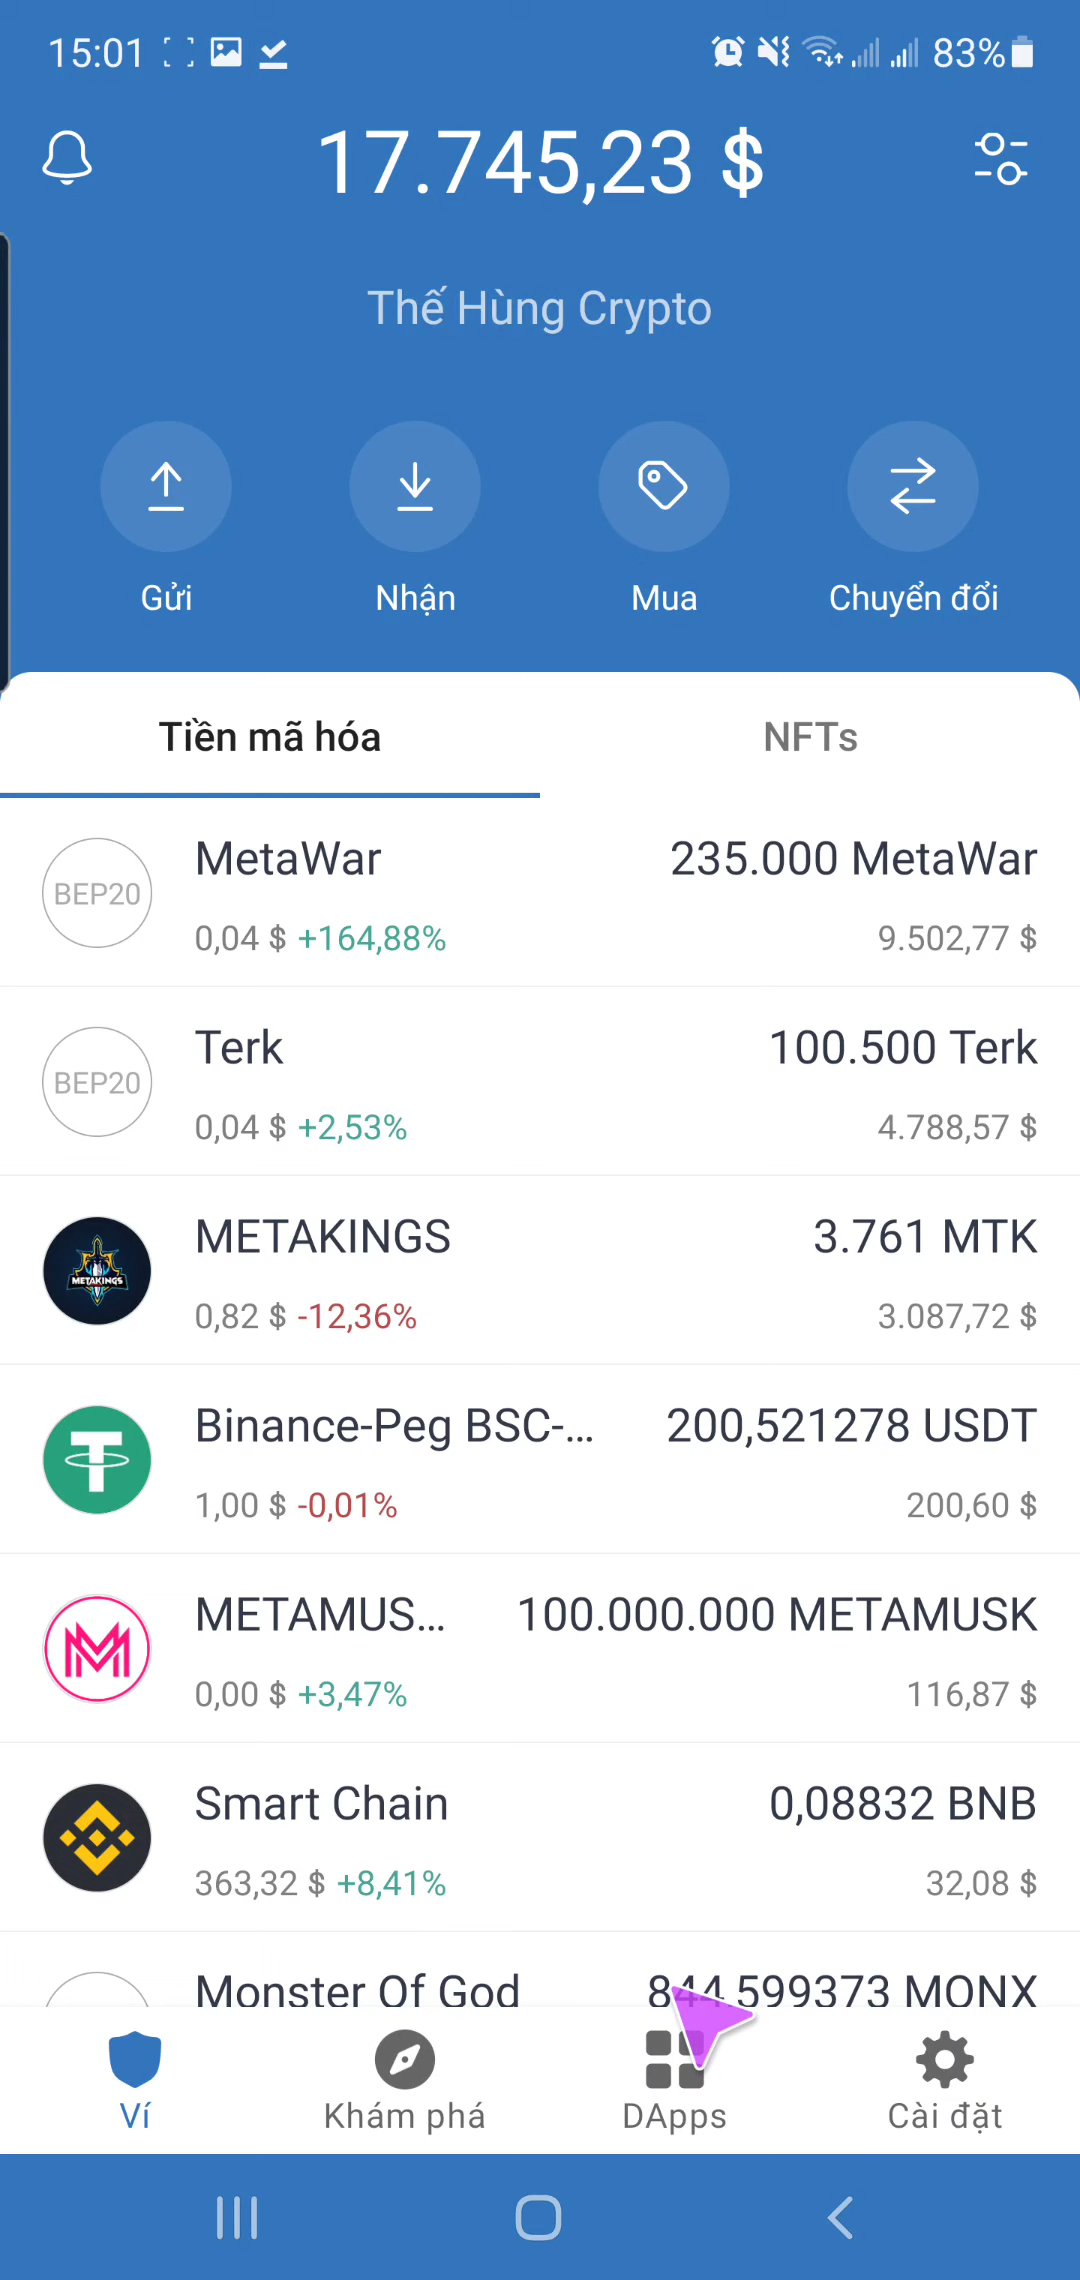 15:01
83%
17.745,23 $
Thế Hùng Crypto
Gửi
Nhận
Mua
Chuyển đổi
Tiền mã hóa
NFTs
BEP20
MetaWar
235.000 MetaWar
0,04 $ +164,88%
9.502,77 $
BEP20
Terk
100.500 Terk
0,04 $ +2,53%
4.788,57 $
METAKINGS
METAKINGS
3.761 MTK
0,82 $ -12,36%
3.087,72 $
Binance-Peg BSC-...
200,521278 USDT
1,00 $ -0,01%
200,60 $
METAMUS...
100.000.000 METAMUSK
0,00 $ +3,47%
116,87 $
Smart Chain
0,08832 BNB
363,32 $ +8,41%
32,08 $
Monster Of God
844,599373 MONX
Ví
Khám phá
DApps
Cài đặt